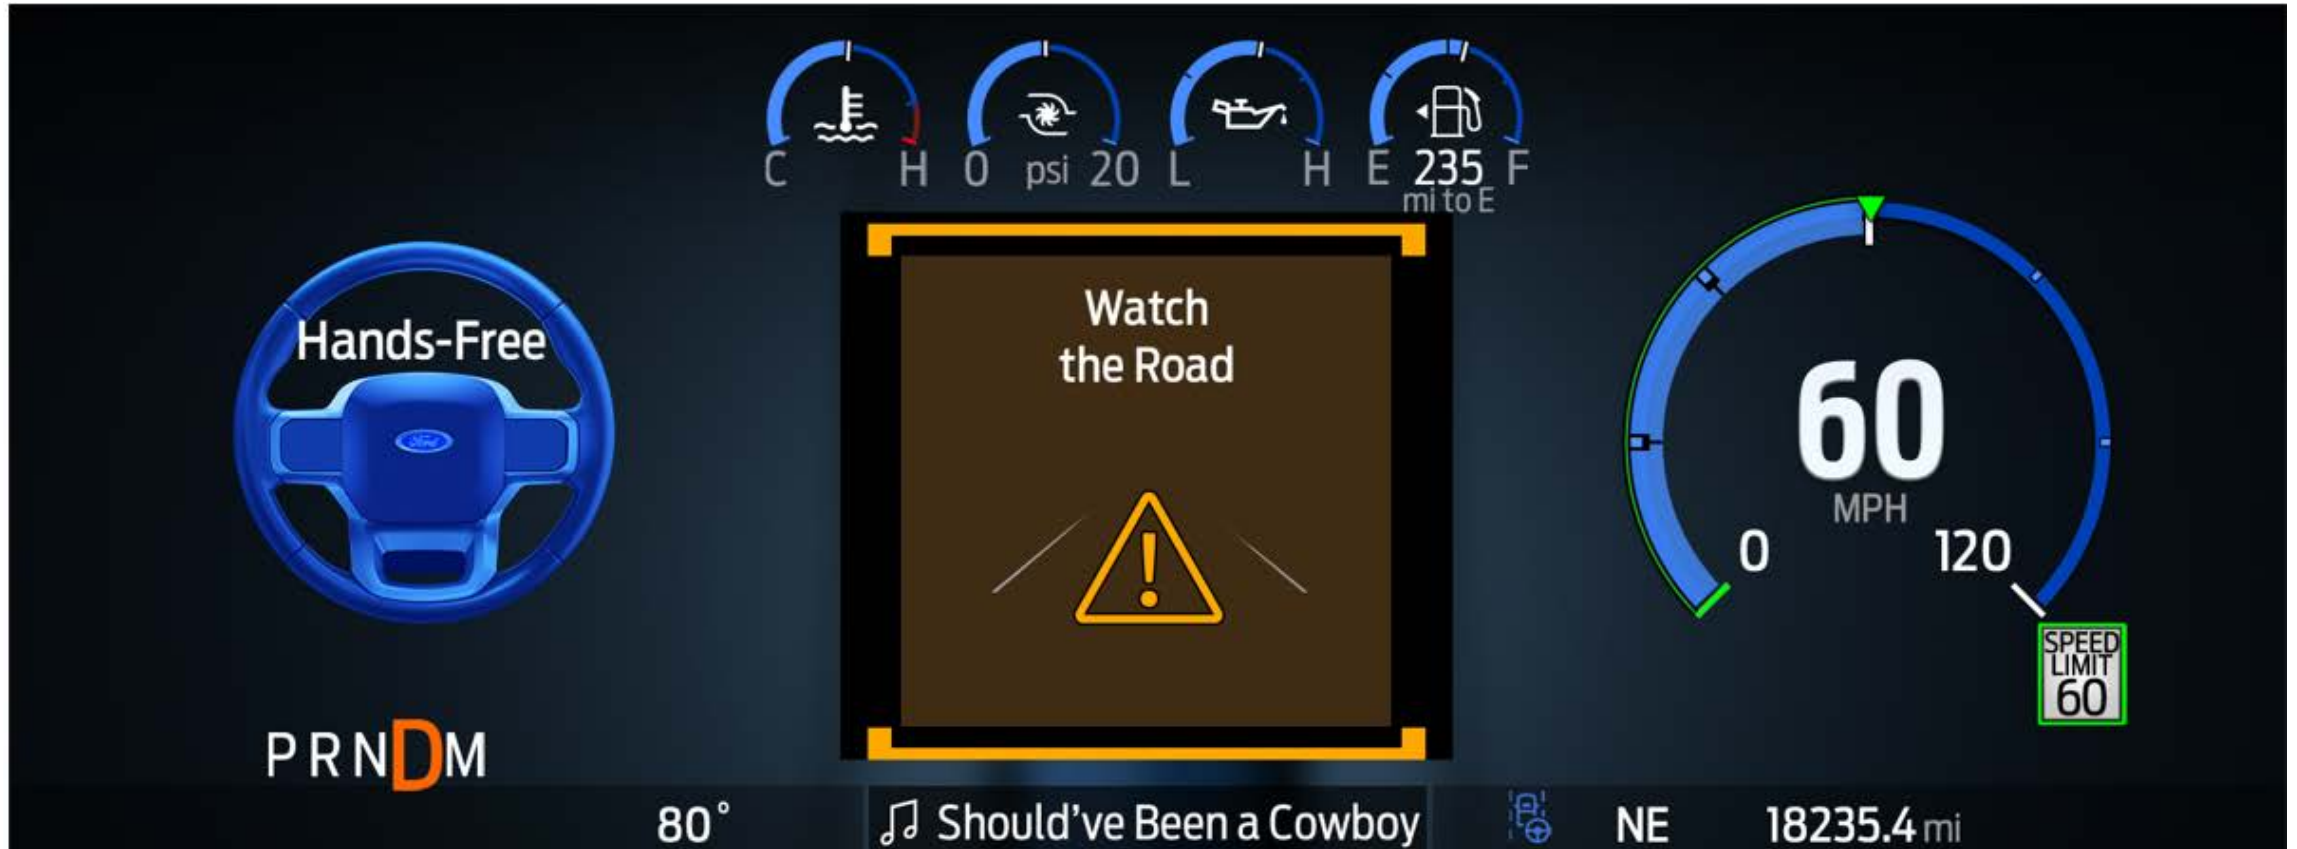 C H
0 psi 20
L H
E 235 F
mi to E
Hands-Free
Ford
Watch
the Road
60
MPH
0 120
SPEED
LIMIT
60
P R N D M
80°
Should've Been a Cowboy
NE
18235.4 mi